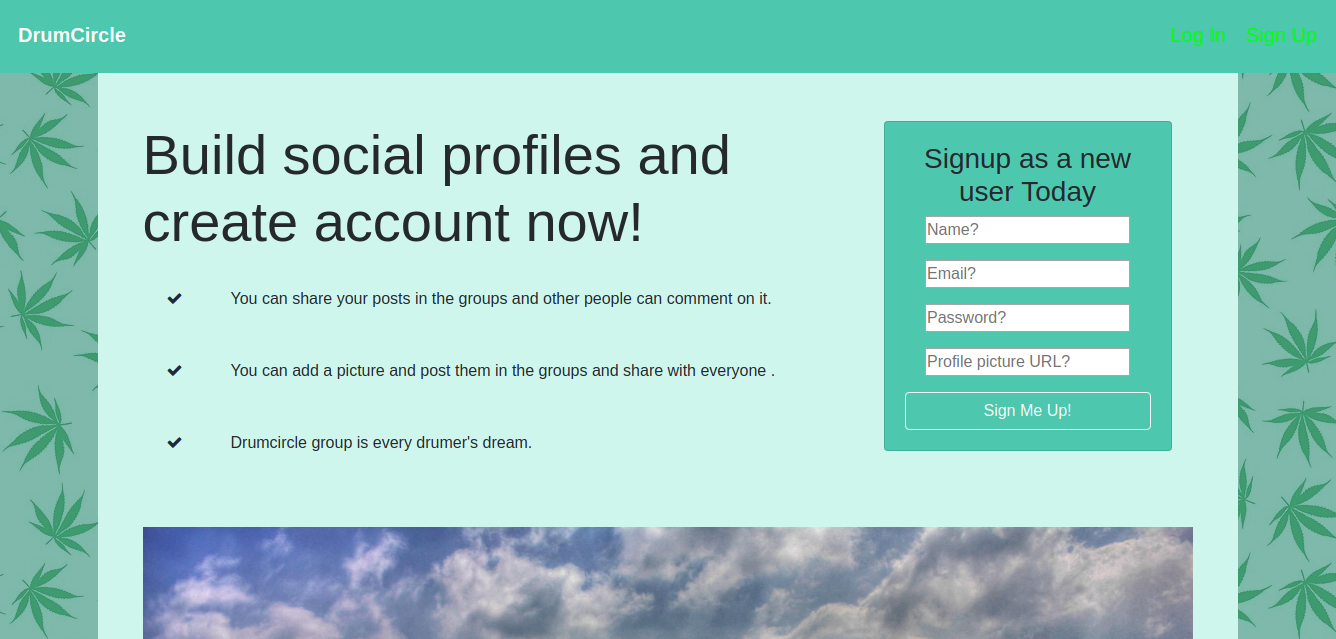 DrumCircle
Log In
Sign Up
Build social profiles and
create account now!
You can share your posts in the groups and other people can comment on it.
You can add a picture and post them in the groups and share with everyone .
Drumcircle group is every drumer's dream.
Signup as a new
user Today
Name?
Email?
Password?
Profile picture URL?
Sign Me Up!